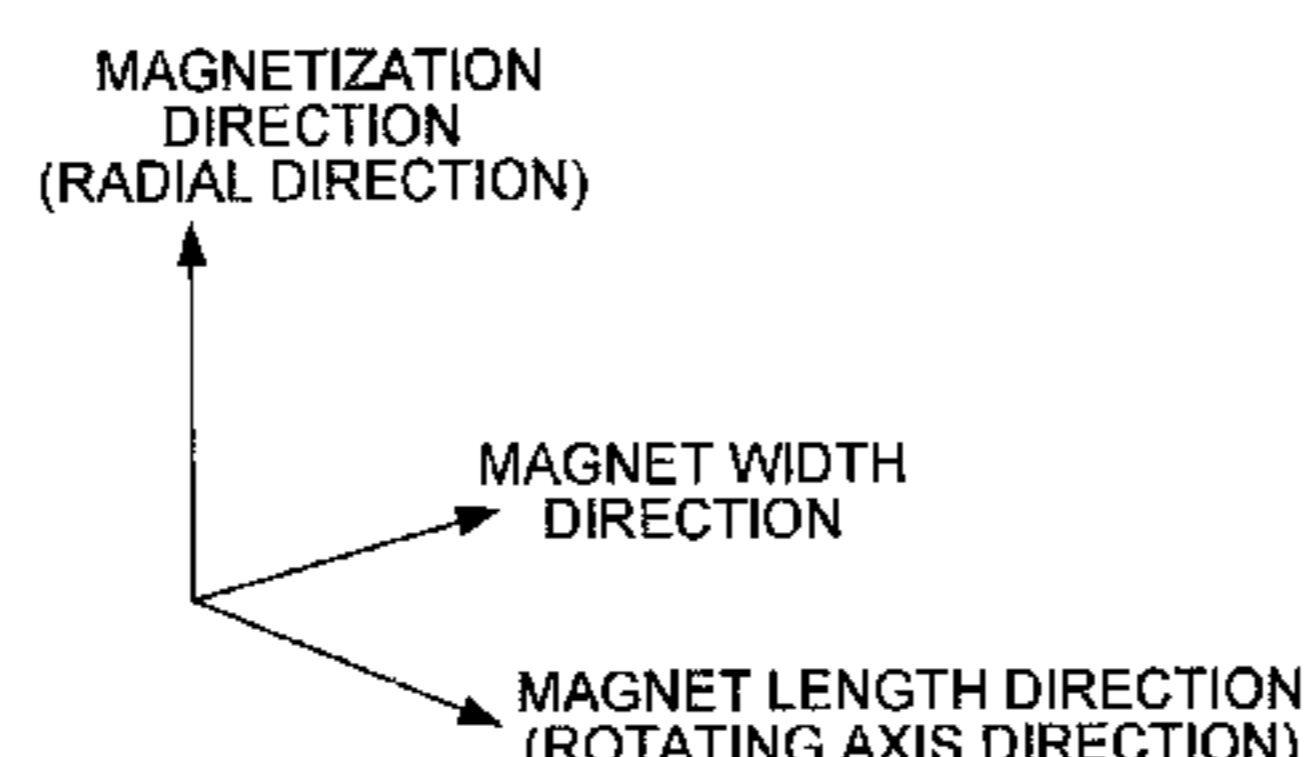 MAGNETIZATION
DIRECTION
(RADIAL DIRECTION)
MAGNET WIDTH
DIRECTION
MAGNET LENGTH DIRECTION
(ROTATING AXIS DIRECTION)